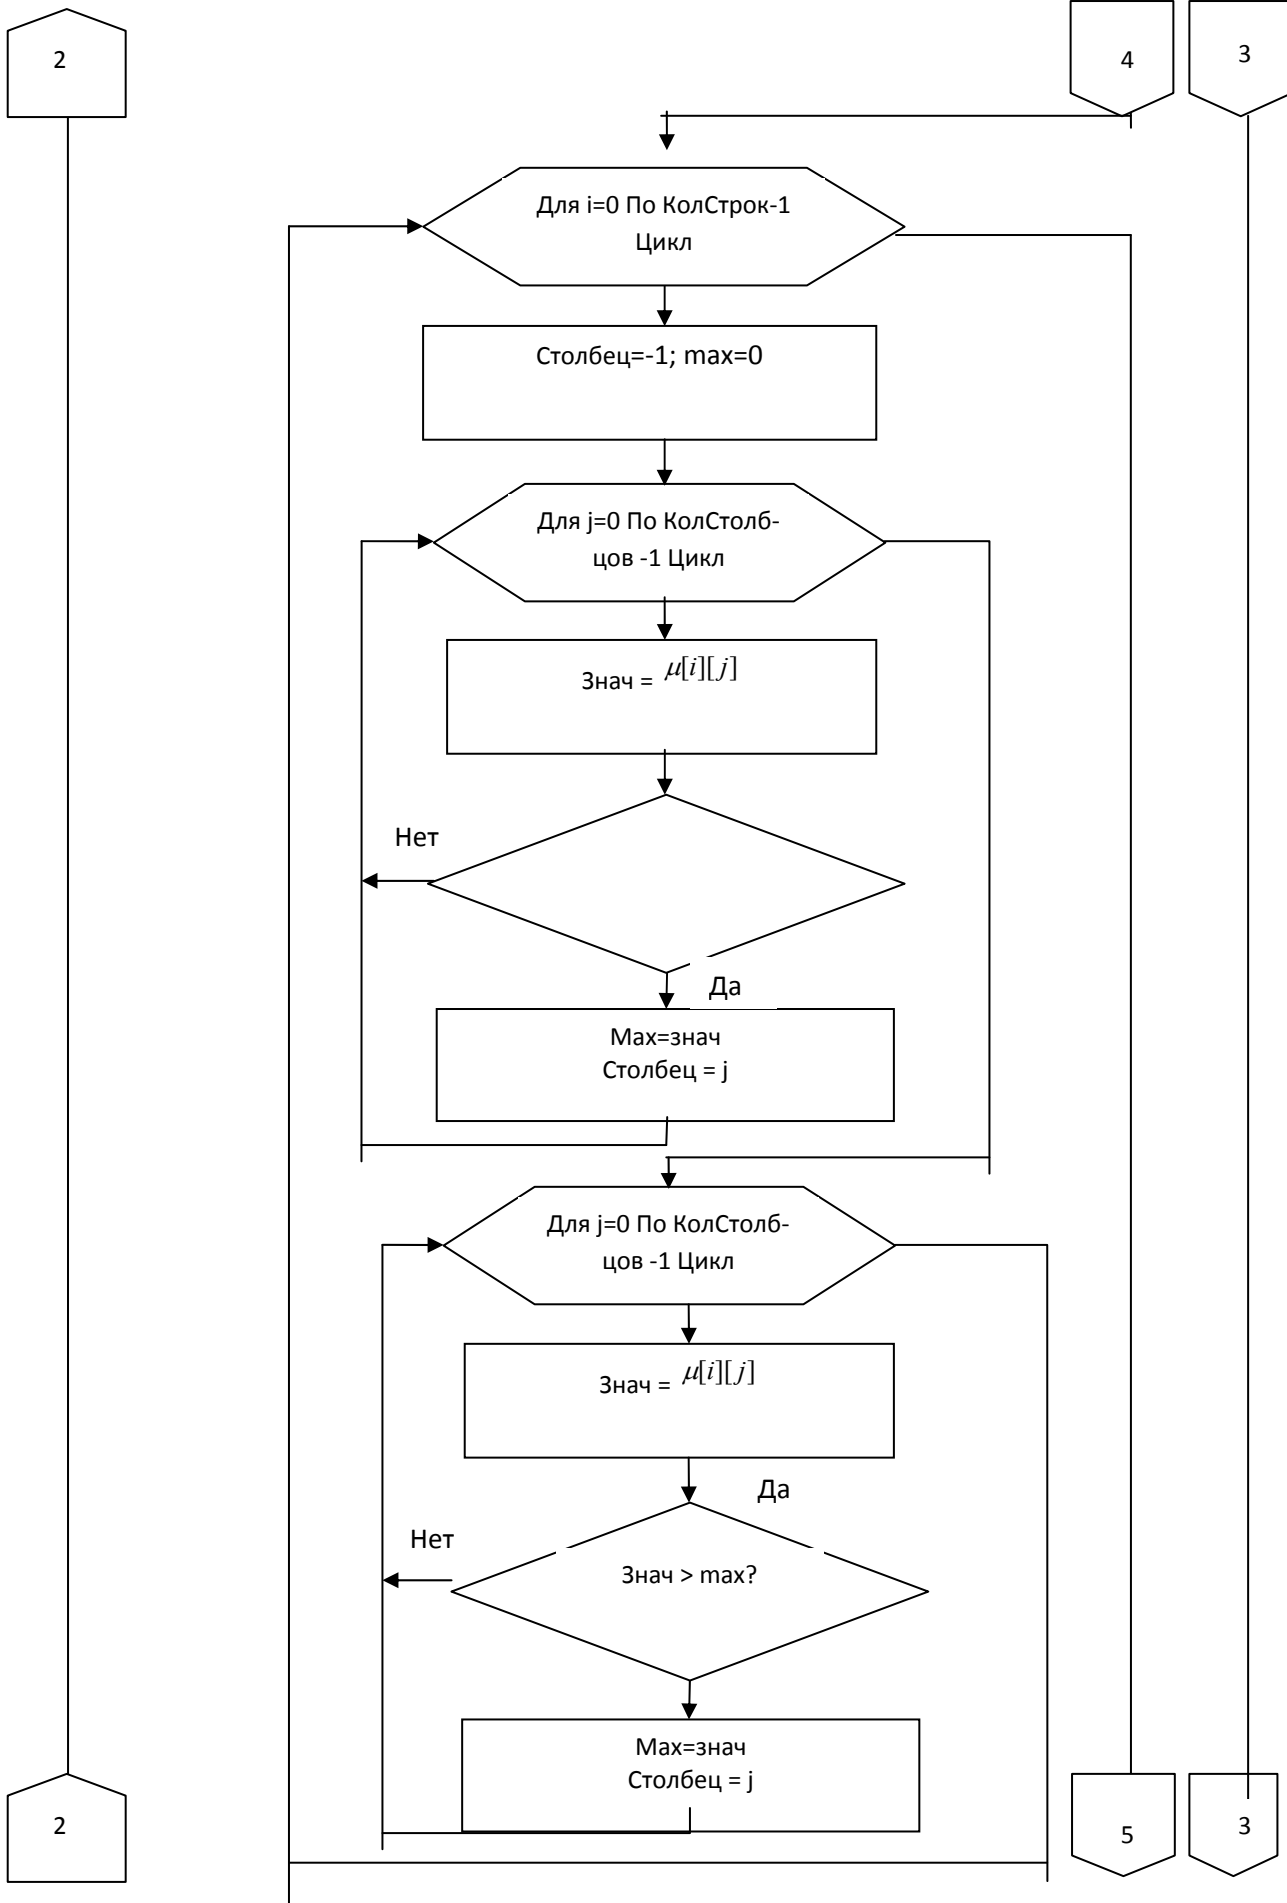 2
4
3
Для i=0 По КолСтрок-1
Цикл
Столбец=-1; max=0
Для j=0 По КолСтолб-
цов -1 Цикл
Знач = μ[i][j]
Нет
Да
Max=знач
Столбец = j
Для j=0 По КолСтолб-
цов -1 Цикл
Знач = μ[i][j]
Да
Нет
Знач > max?
Max=знач
Столбец = j
2
5
3